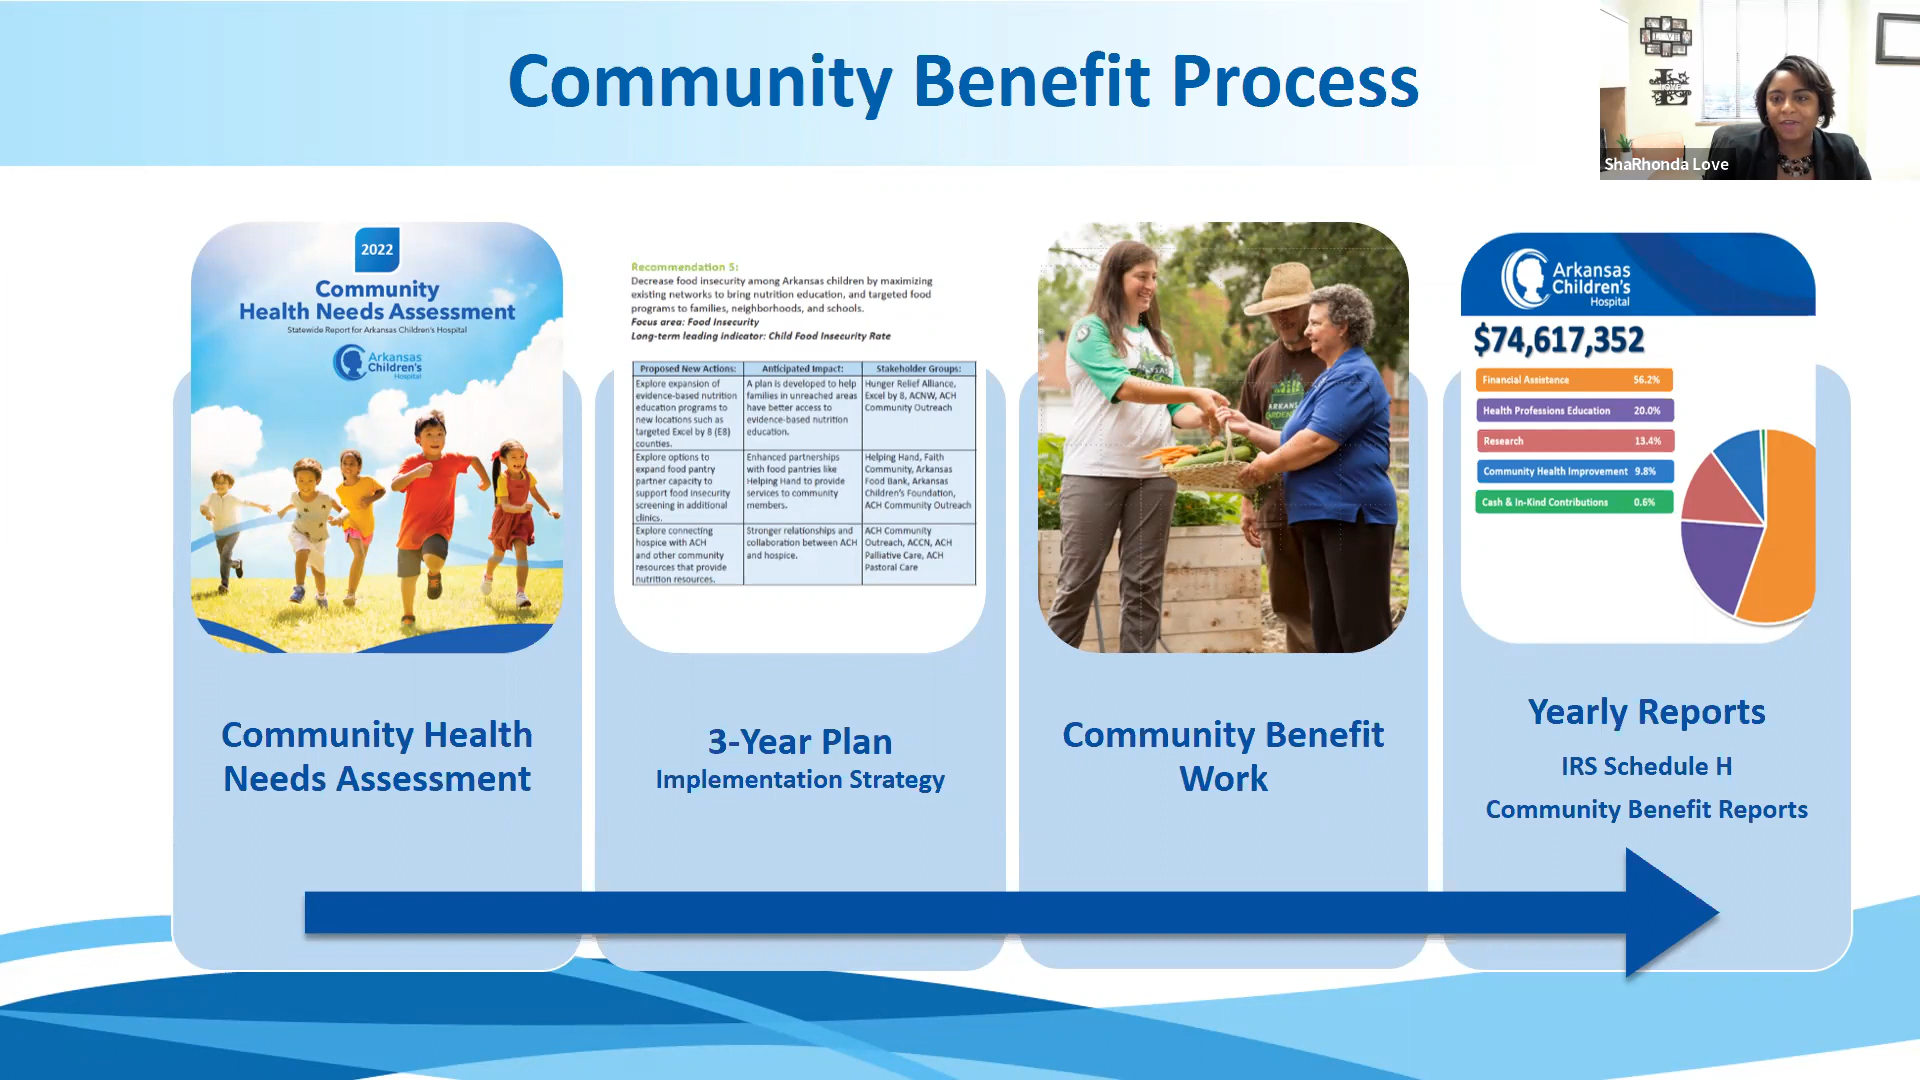 Community Benefit Process
ShaRhonda Love
2022
Community
Health Needs Assessment
Statewide Report for Arkansas Children's Hospital
Arkansas
Children's
Hospital
Community Health
Needs Assessment
Recommendation 5:
Decrease food insecurity among Arkansas children by maximizing
existing networks to bring nutrition education, and targeted food
programs to families, neighborhoods, and schools.
Focus area: Food Insecurity
Long-term leading indicator: Child Food Insecurity Rate
Proposed New Actions: Anticipated Impact: Stakeholder Groups:
Explore expansion of
evidence-based nutrition
education programs to
new locations such as
targeted Excel by 8 (E8)
counties.
A plan is developed to help
families in unreached areas
have better access to
evidence-based nutrition
education.
Hunger Relief Alliance,
Excel by 8, ACNW, ACH
Community Outreach
Explore options to
expand food pantry
partner capacity to
support food insecurity
screening in additional
clinics.
Enhanced partnerships
with food pantries like
Helping Hand to provide
services to community
members.
Helping Hand, Faith
Community, Arkansas
Food Bank, Arkansas
Children's Foundation,
ACH Community Outreach
Explore connecting
hospice with ACH
and other community
resources that provide
nutrition resources.
Stronger relationships and
collaboration between ACH
and hospice.
ACH Community
Outreach, ACCN, ACH
Palliative Care, ACH
Pastoral Care
3-Year Plan
Implementation Strategy
Community Benefit
Work
Arkansas
Children's
Hospital
$74,617,352
Financial Assistance 56.2%
Health Professions Education 20.0%
Research 13.4%
Community Health Improvement 9.8%
Cash & In-Kind Contributions 0.6%
Yearly Reports
IRS Schedule H
Community Benefit Reports